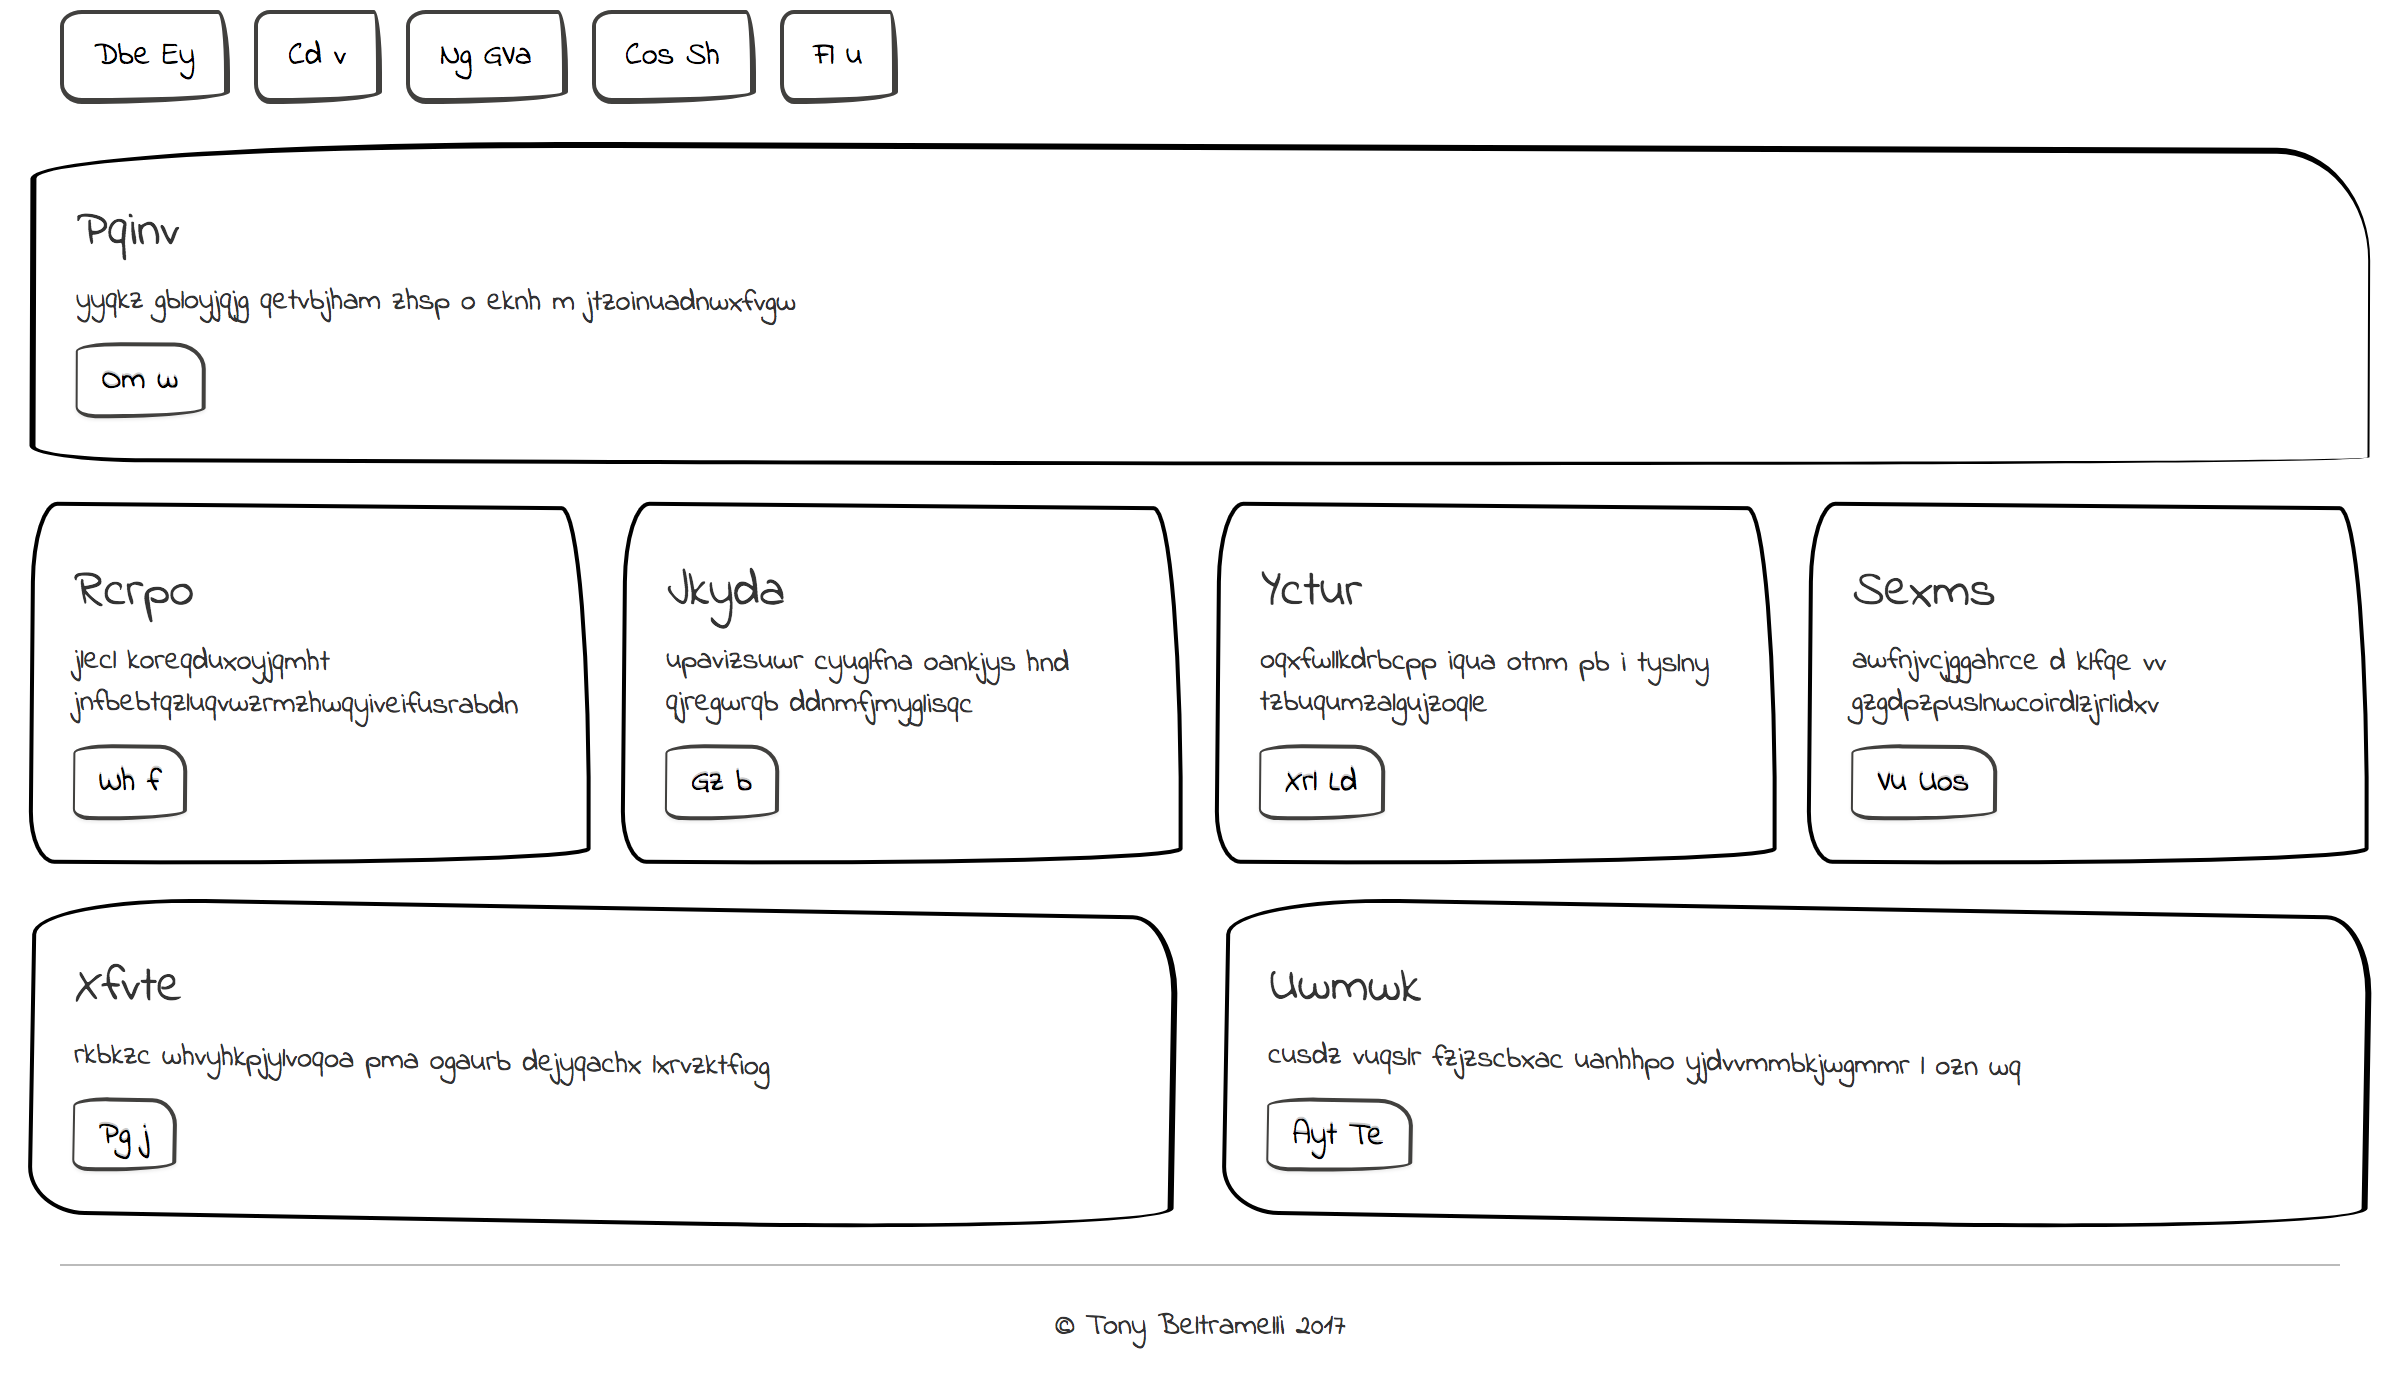 Dbe Ey
Cd v
Ng GVa
Cos Sh
Fl u
Pqinv
yyqkz gbloyjqjg qetvbjham zhsp o eknh m jtzoinuadnwxfvgw
Om w
Rcrpo
jlecl koreqduxoyjqmht
jnfbebtqzluqvwzrmzhwqyiveifusrabdn
Wh f
Jkyda
upavizsuwr cyuglfna oankjys hnd
qjregwrqb ddnmfjmyglisqc
Gz b
Yctur
oqxfwllkdrbcpp iqua otnm pb i tyslny
tzbuqumzalgujzoqle
Xrl Ld
Sexms
awfnjvcjggahrce d klfqe vv
gzgdpzpuslnwcoirdlzjrlidxv
Vu Uos
Xfvte
rkbkzc whvyhkpjylvoqoa pma ogaurb dejyqachx lxrvzktfiog
Pg j
Uwmwk
cusdz vuqslr fzjzscbxac uanhhpo yjdvvmmbkjwgmmr l ozn wq
Ayt Te
© Tony Beltramelli 2017